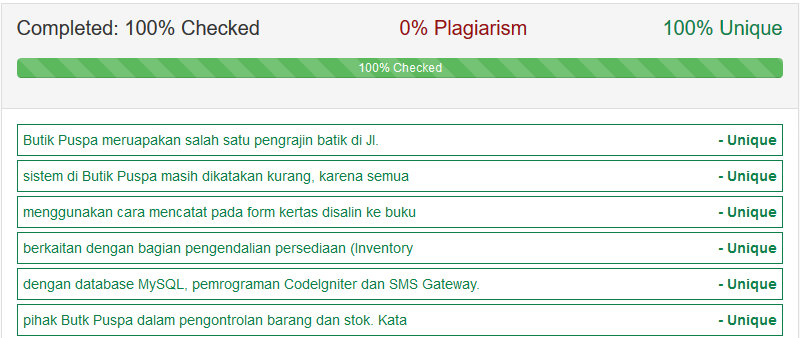 Completed: 100% Checked 0% Plagiarism 100% Unique
100% Checked
Butik Puspa meruapakan salah satu pengrajin batik di Jl. - Unique
sistem di Butik Puspa masih dikatakan kurang, karena semua - Unique
menggunakan cara mencatat pada form kertas disalin ke buku - Unique
berkaitan dengan bagian pengendalian persediaan (Inventory - Unique
dengan database MySQL, pemrograman CodeIgniter dan SMS Gateway. - Unique
pihak Butk Puspa dalam pengontrolan barang dan stok. Kata - Unique